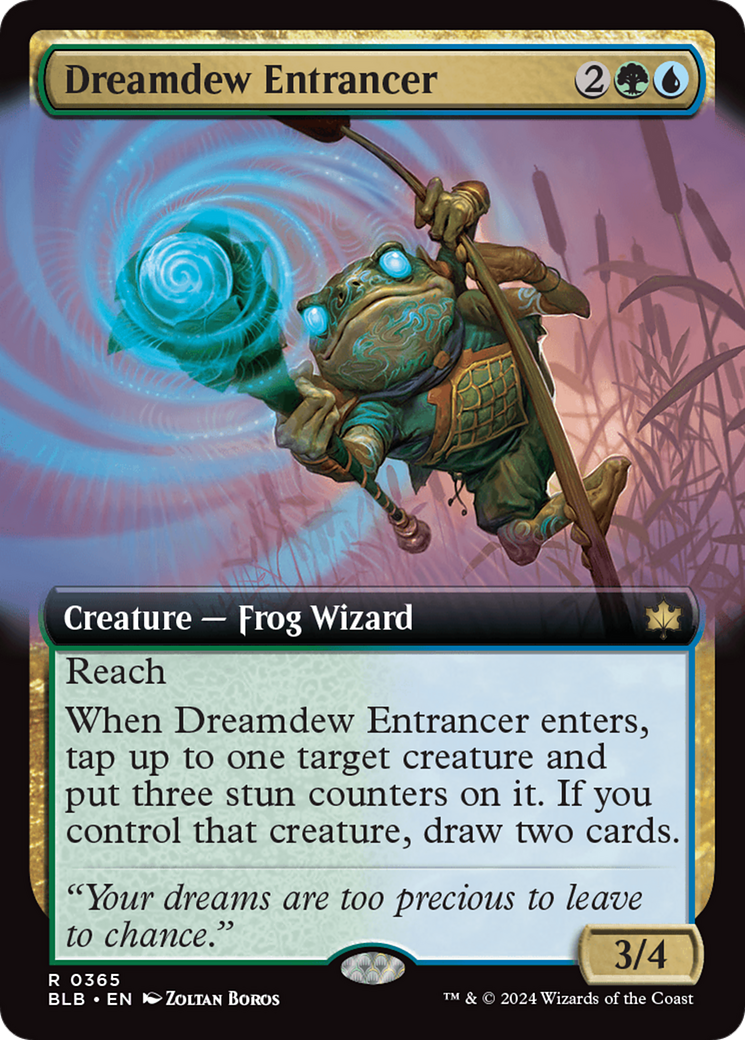 Dreamdew Entrancer 2
Creature — Frog Wizard
Reach
When Dreamdew Entrancer enters,
tap up to one target creature and
put three stun counters on it. If you
control that creature, draw two cards.
“Your dreams are too precious to leave
to chance.”
3/4
R 0365
BLB • EN Zoltan Boros
™ & © 2024 Wizards of the Coast